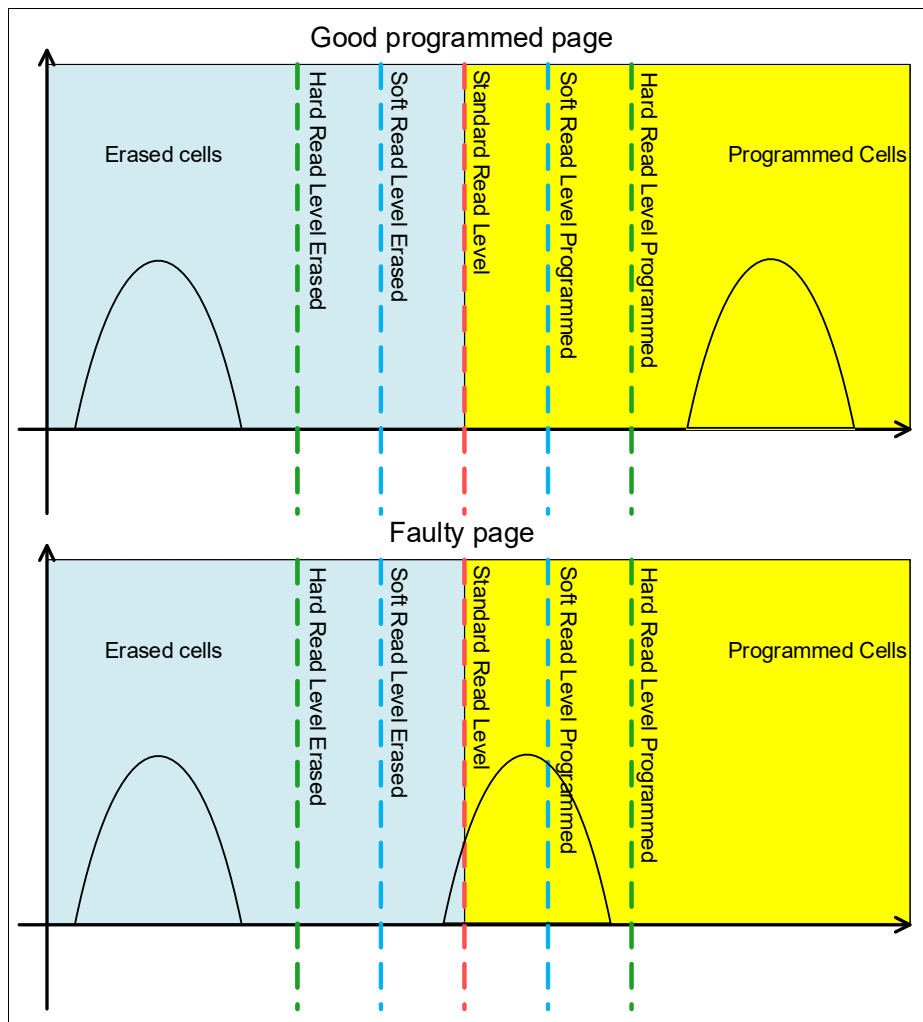 Good programmed page
Erased cells
Hard Read Level Erased
Soft Read Level Erased
Standard Read Level
Soft Read Level Programmed
Hard Read Level Programmed
Programmed Cells
Faulty page
Erased cells
Hard Read Level Erased
Soft Read Level Erased
Standard Read Level
Soft Read Level Programmed
Hard Read Level Programmed
Programmed Cells